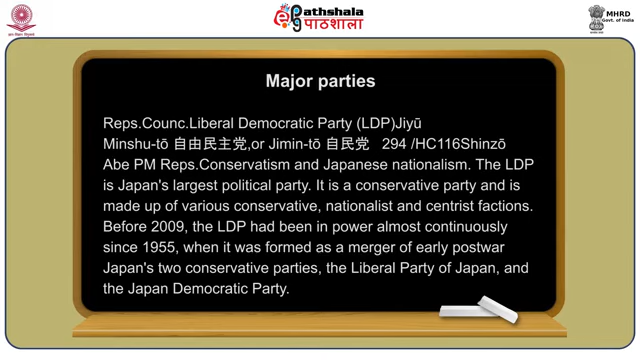 ePathshala
पाठशाला
MHRD
Govt. of India
Major parties
Reps.Counc.Liberal Democratic Party (LDP)Jiyū
Minshu-tō 自由民主党,or Jimin-tō 自民党 294 /HC116Shinzō
Abe PM Reps.Conservatism and Japanese nationalism. The LDP
is Japan's largest political party. It is a conservative party and is
made up of various conservative, nationalist and centrist factions.
Before 2009, the LDP had been in power almost continuously
since 1955, when it was formed as a merger of early postwar
Japan's two conservative parties, the Liberal Party of Japan, and
the Japan Democratic Party.